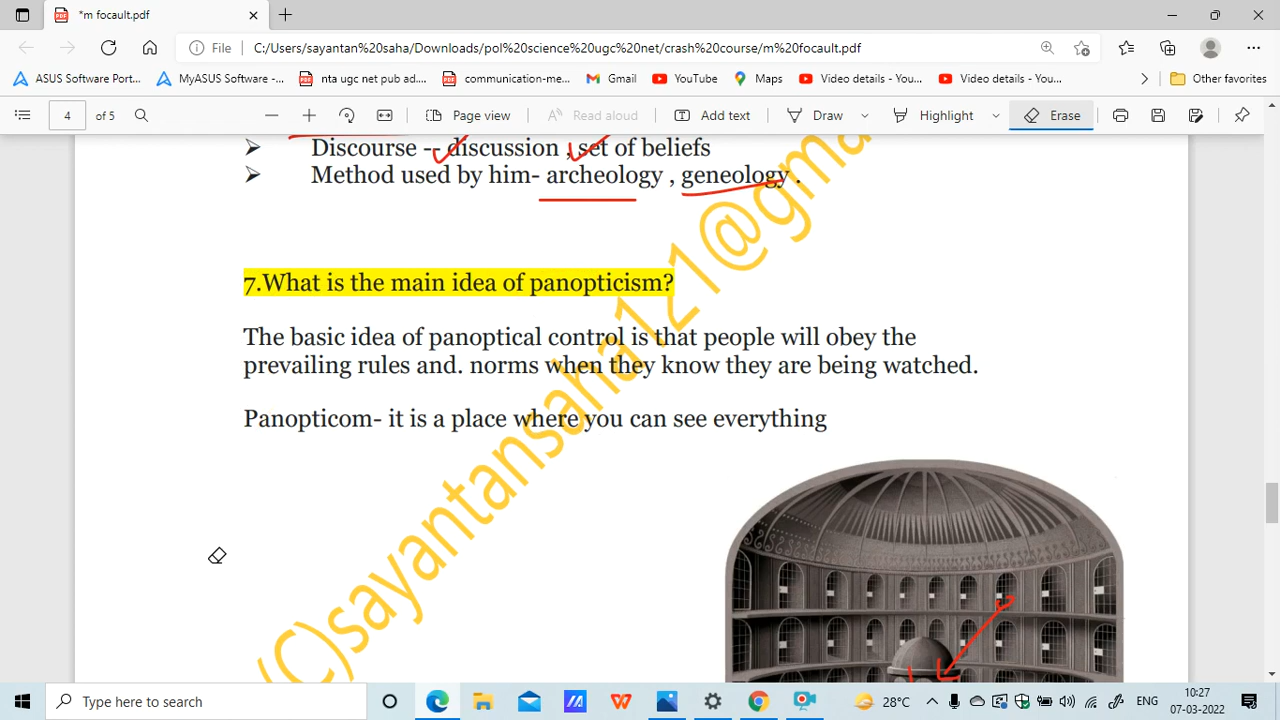 *m focault.pdf
File
C:/Users/sayantan%20saha/Downloads/pol%20science%20ugc%20net/crash%20course/m%20focault.pdf
ASUS Software Port...
MyASUS Software -...
nta ugc net pub ad...
communication-me...
Gmail
YouTube
Maps
Video details - You...
Video details - You...
Other favorites
4 of 5
Page view
Read aloud
Add text
Draw
Highlight
Erase
➤ Discourse -- discussion , set of beliefs
➤ Method used by him- archeology , geneology .
7.What is the main idea of panopticism?
The basic idea of panoptical control is that people will obey the
prevailing rules and. norms when they know they are being watched.
Panopticom- it is a place where you can see everything
(C)sayantansaha121@gma
Type here to search
28°C
ENG
10:27
07-03-2022